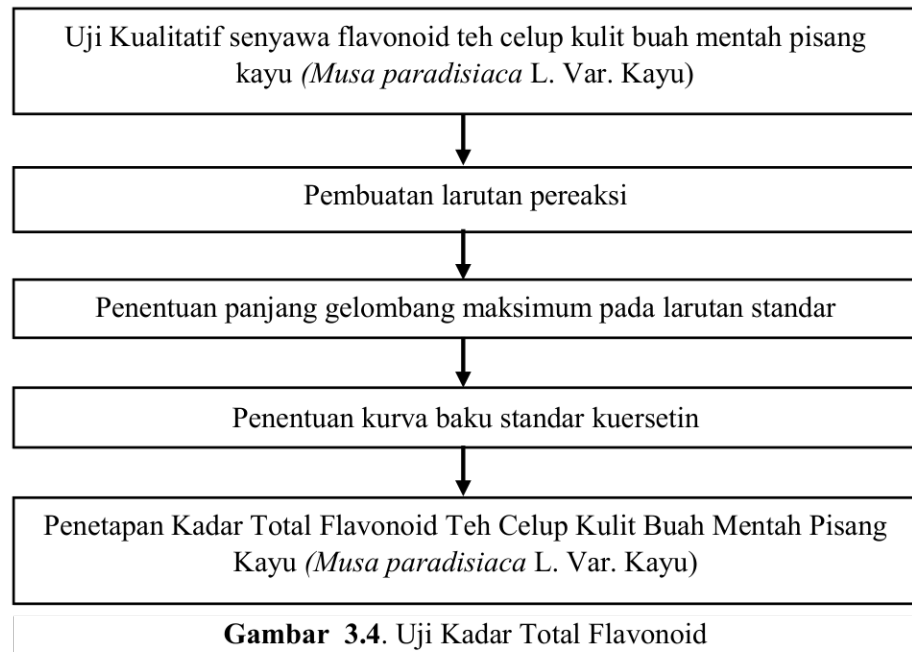 Uji Kualitatif senyawa flavonoid teh celup kulit buah mentah pisang
kayu (Musa paradisiaca L. Var. Kayu)
Pembuatan larutan pereaksi
Penentuan panjang gelombang maksimum pada larutan standar
Penentuan kurva baku standar kuersetin
Penetapan Kadar Total Flavonoid Teh Celup Kulit Buah Mentah Pisang
Kayu (Musa paradisiaca L. Var. Kayu)
Gambar 3.4. Uji Kadar Total Flavonoid